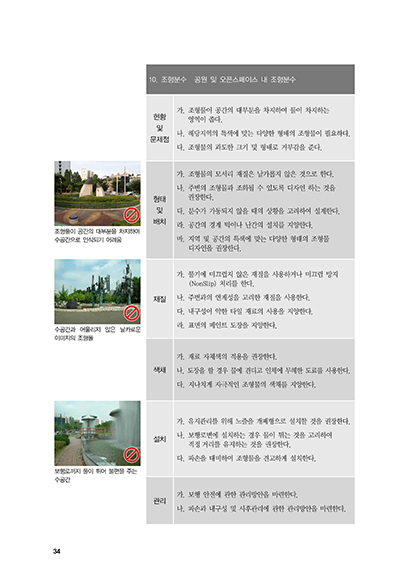 10. 조형분수 공원 및 오픈스페이스 내 조형분수
현황
및
문제점
가. 조형물이 공간의 대부분을 차지하여 물이 차지하는
영역이 좁다.
나. 해당지역의 특색에 맞는 다양한 형태의 조형물이 필요하다.
다. 조형물의 과도한 크기 및 형태로 거부감을 준다.
조형물이 공간의 대부분을 차지하여
수공간으로 인식되기 어려움
형태
및
배치
가. 조형물의 모서리 재질은 날카롭지 않은 것으로 한다.
나. 주변의 조형물과 조화될 수 있도록 디자인 하는 것을
권장한다.
다. 분수가 가동되지 않을 때의 상황을 고려하여 설계한다.
라. 공간의 경계 턱이나 난간의 설치를 지양한다.
마. 지역 및 공간의 특색에 맞는 다양한 형태의 조형물
디자인을 권장한다.
수공간과 어울리지 않은 날카로운
이미지의 조형물
재질
가. 물기에 미끄럽지 않은 재질을 사용하거나 미끄럼 방지
(NonSlip) 처리를 한다.
나. 주변과의 연계성을 고려한 재질을 사용한다.
다. 내구성이 약한 타일 재료의 사용을 지양한다.
라. 표면의 페인트 도장을 지양한다.
색채
가. 재료 자체색의 적용을 권장한다.
나. 도장을 할 경우 물에 견디고 인체에 무해한 도료를 사용한다.
다. 지나치게 자극적인 조형물의 색채를 지양한다.
보행로까지 물이 튀어 불편을 주는
수공간
설치
가. 유지관리를 위해 노즐을 개폐형으로 설치할 것을 권장한다.
나. 보행로변에 설치하는 경우 물이 튀는 것을 고려하여
적정 거리를 유지하는 것을 권장한다.
다. 파손을 대비하여 조형물을 견고하게 설치한다.
관리
가. 보행 안전에 관한 관리방안을 마련한다.
나. 파손과 내구성 및 사후관리에 관한 관리방안을 마련한다.
34